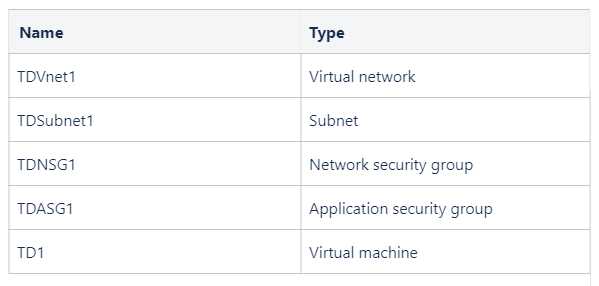 Name Type
TDVnet1 Virtual network
TDSubnet1 Subnet
TDNSG1 Network security group
TDASG1 Application security group
TD1 Virtual machine